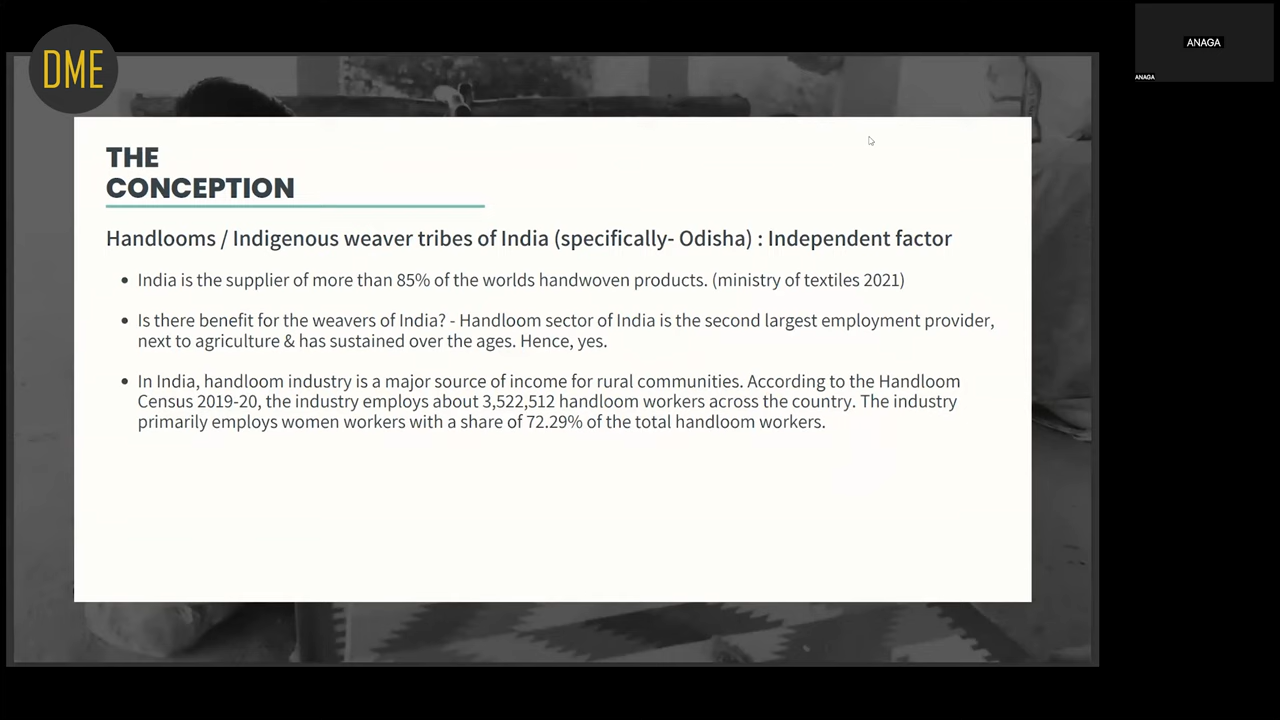 DME
ANAGA
ANAGA
THE
CONCEPTION
Handlooms / Indigenous weaver tribes of India (specifically- Odisha) : Independent factor
• India is the supplier of more than 85% of the worlds handwoven products. (ministry of textiles 2021)
• Is there benefit for the weavers of India? - Handloom sector of India is the second largest employment provider,
next to agriculture & has sustained over the ages. Hence, yes.
• In India, handloom industry is a major source of income for rural communities. According to the Handloom
Census 2019-20, the industry employs about 3,522,512 handloom workers across the country. The industry
primarily employs women workers with a share of 72.29% of the total handloom workers.